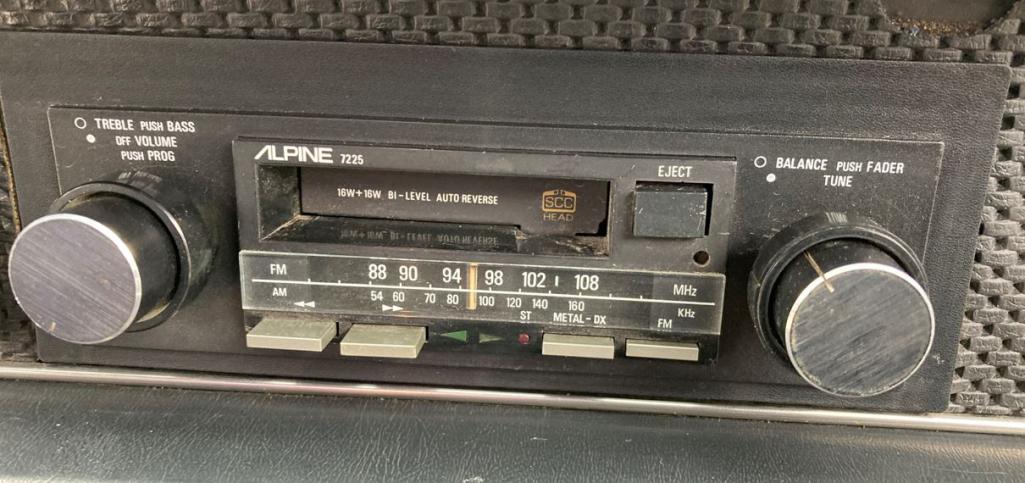 TREBLE PUSH BASS
OFF VOLUME
PUSH PROG
ALPINE 7225
EJECT
16W+16W BI-LEVEL AUTO REVERSE
SCC
HEAD
BALANCE PUSH FADER
TUNE
FM 88 90 94 98 102 108 MHz
AM 54 60 70 80 100 120 140 160 KHz
ST METAL-DX FM